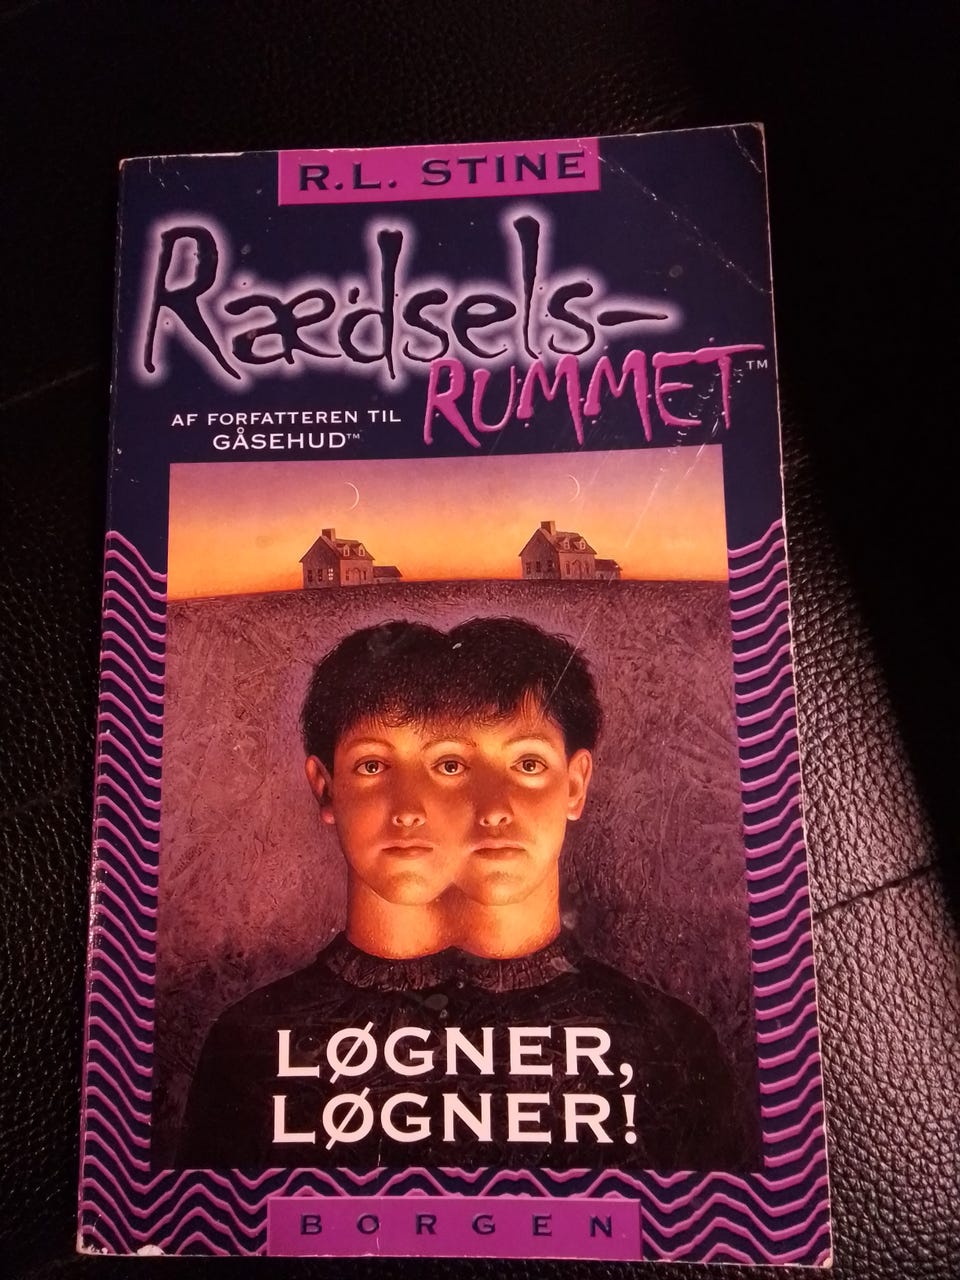 R.L. STINE
Rædsels-
RUMMET™
AF FORFATTEREN TIL
GÅSEHUD™
LØGNER,
LØGNER!
BORGEN